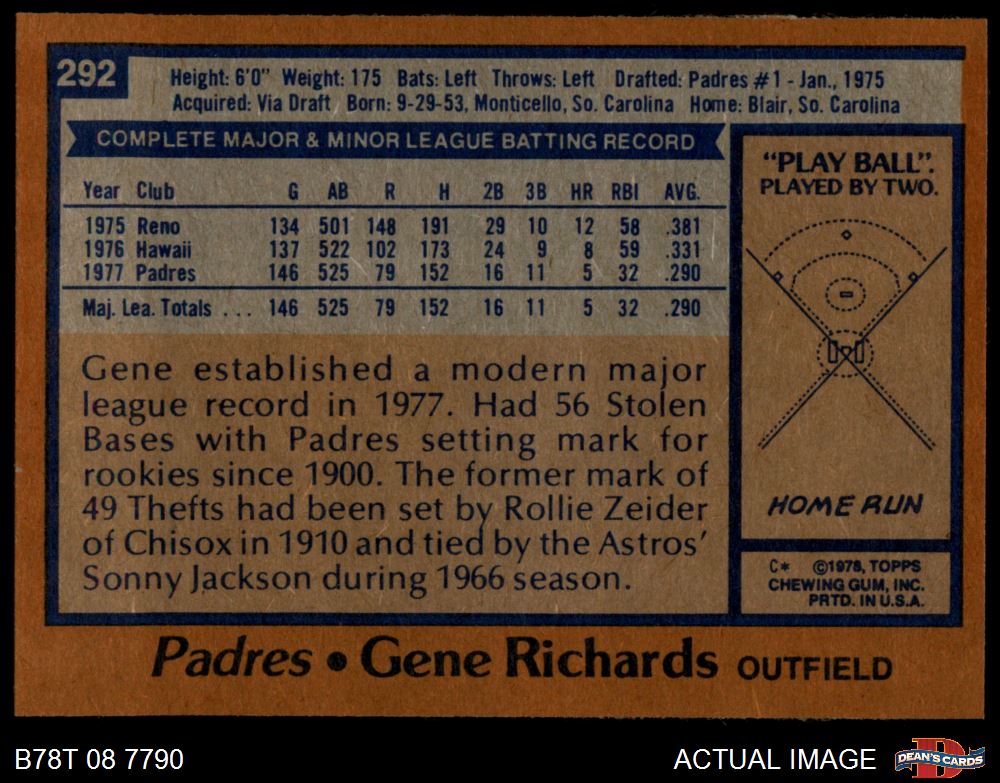 292
Height: 6'0" Weight: 175 Bats: Left Throws: Left Drafted: Padres #1 - Jan., 1975
Acquired: Via Draft Born: 9-29-53, Monticello, So. Carolina Home: Blair, So. Carolina
COMPLETE MAJOR & MINOR LEAGUE BATTING RECORD
Year Club G AB R H 2B 3B HR RBI AVG.
1975 Reno 134 501 148 191 29 10 12 58 .381
1976 Hawaii 137 522 102 173 24 9 8 59 .331
1977 Padres 146 525 79 152 16 11 5 32 .290
Maj. Lea. Totals . . . 146 525 79 152 16 11 5 32 .290
Gene established a modern major
league record in 1977. Had 56 Stolen
Bases with Padres setting mark for
rookies since 1900. The former mark of
49 Thefts had been set by Rollie Zeider
of Chisox in 1910 and tied by the Astros'
Sonny Jackson during 1966 season.
"PLAY BALL".
PLAYED BY TWO.
HOME RUN
C* ©1978, TOPPS
CHEWING GUM, INC.
PRTD. IN U.S.A.
Padres • Gene Richards OUTFIELD
B78T 08 7790
ACTUAL IMAGE
D
DEAN'S CARDS